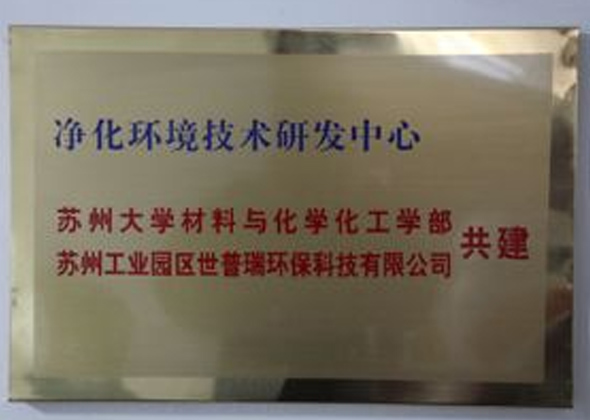 净化环境技术研发中心
苏州大学材料与化学化工学部
苏州工业园区世普瑞环保科技有限公司
共建